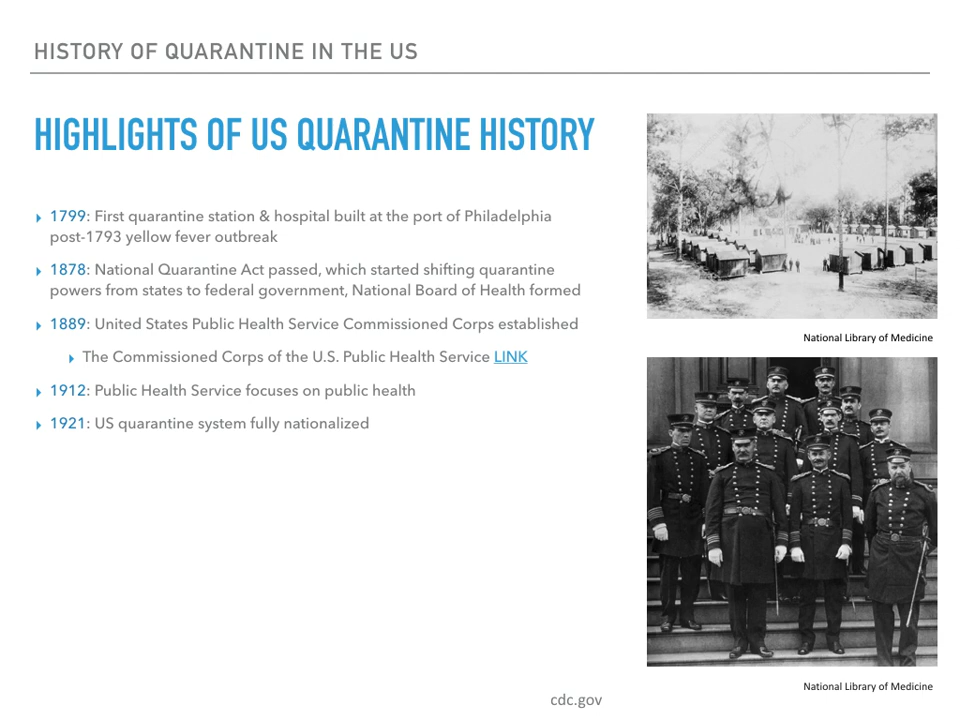 HISTORY OF QUARANTINE IN THE US
HIGHLIGHTS OF US QUARANTINE HISTORY
▸ 1799: First quarantine station & hospital built at the port of Philadelphia
post-1793 yellow fever outbreak
▸ 1878: National Quarantine Act passed, which started shifting quarantine
powers from states to federal government, National Board of Health formed
▸ 1889: United States Public Health Service Commissioned Corps established
▸ The Commissioned Corps of the U.S. Public Health Service LINK
▸ 1912: Public Health Service focuses on public health
▸ 1921: US quarantine system fully nationalized
National Library of Medicine
National Library of Medicine
cdc.gov